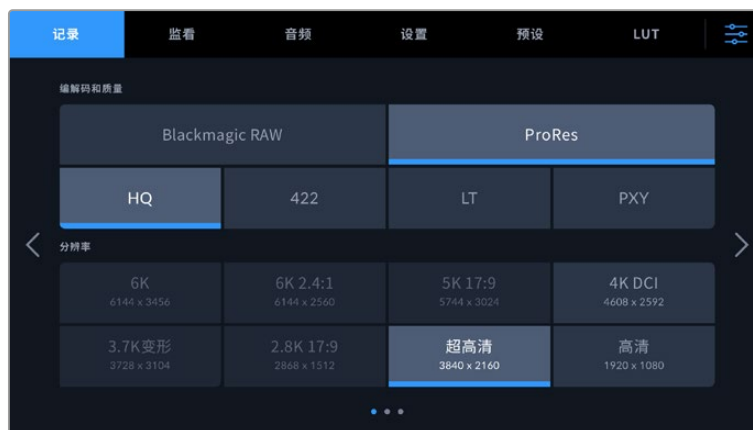 记录 监看 音频 设置 预设 LUT
编解码和质量
Blackmagic RAW ProRes
HQ 422 LT PXY
分辨率
6K 6K 2.4:1 5K 17:9 4K DCI
6144 x 3456 6144 x 2560 5744 x 3024 4608 x 2592
3.7K变形 2.8K 17:9 超高清 高清
3728 x 3104 2868 x 1512 3840 x 2160 1920 x 1080